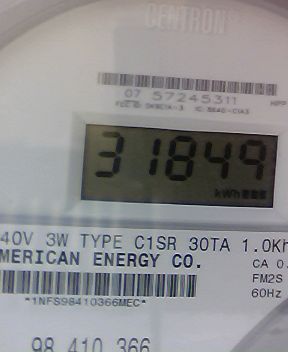 CENTRON
07 57245311
31849
kWh
40V 3W TYPE C1SR 30TA 1.0Kh
MERICAN ENERGY CO.
CA 0.
FM2S
*1NFS98410366MEC*
60Hz
98 410 366